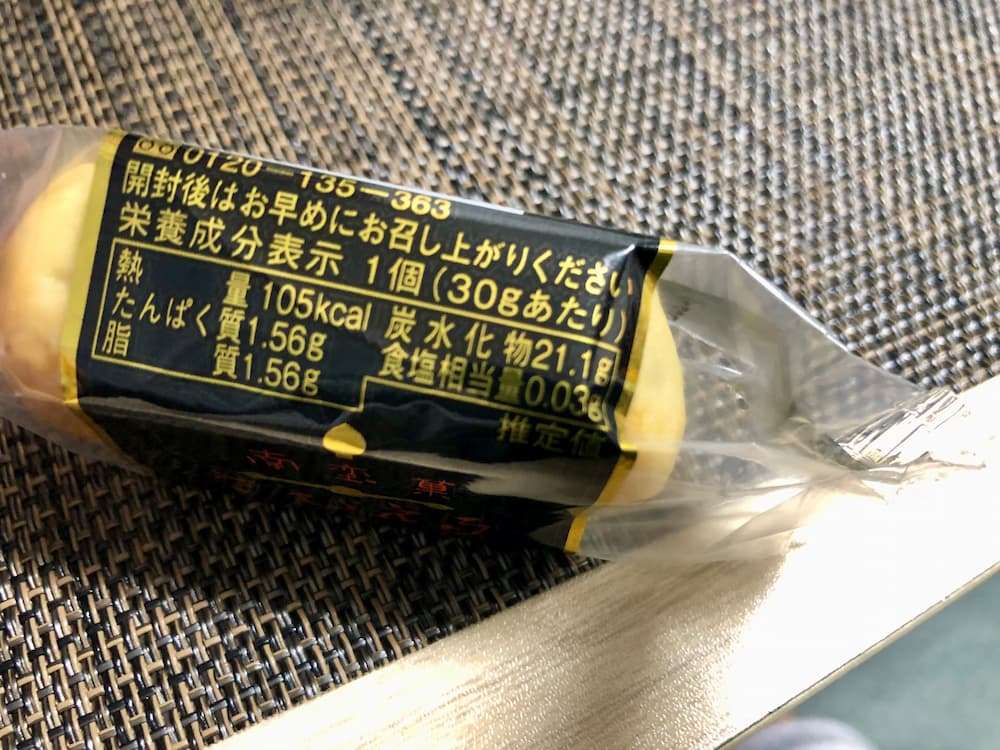 0120-135-363
開封後はお早めにお召し上がりください
栄養成分表示 1個(30gあたり)
熱量105kcal 炭水化物21.1g
たんぱく質1.56g 食塩相当量0.03g
脂質1.56g
推定値